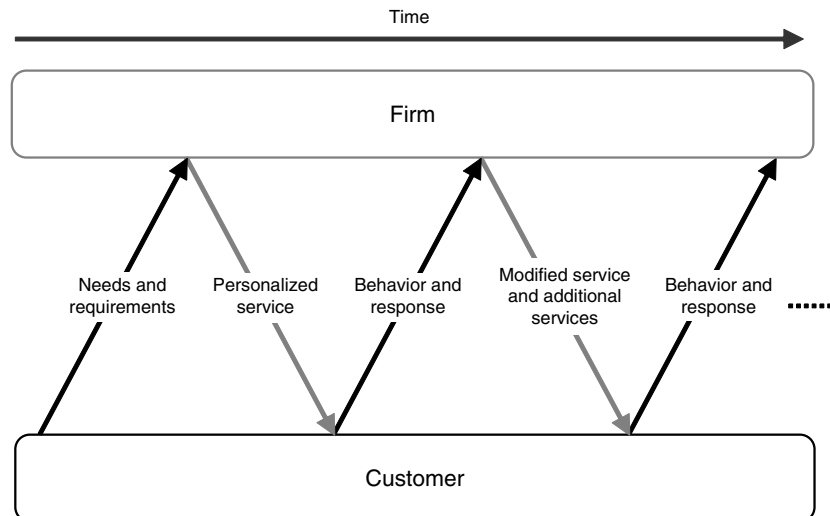 Time
Firm
Needs and
requirements
Personalized
service
Behavior and
response
Modified service
and additional
services
Behavior and
response
Customer